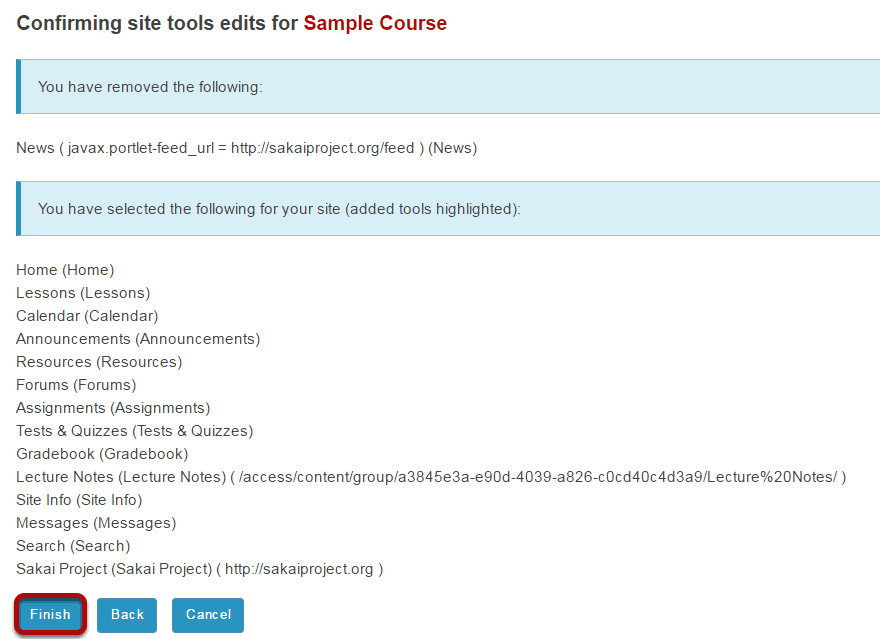 Confirming site tools edits for Sample Course
You have removed the following:
News ( javax.portlet-feed_url = http://sakaiproject.org/feed ) (News)
You have selected the following for your site (added tools highlighted):
Home (Home)
Lessons (Lessons)
Calendar (Calendar)
Announcements (Announcements)
Resources (Resources)
Forums (Forums)
Assignments (Assignments)
Tests & Quizzes (Tests & Quizzes)
Gradebook (Gradebook)
Lecture Notes (Lecture Notes) ( /access/content/group/a3845e3a-e90d-4039-a826-c0cd40c4d3a9/Lecture%20Notes/ )
Site Info (Site Info)
Messages (Messages)
Search (Search)
Sakai Project (Sakai Project) ( http://sakaiproject.org )
Finish Back Cancel